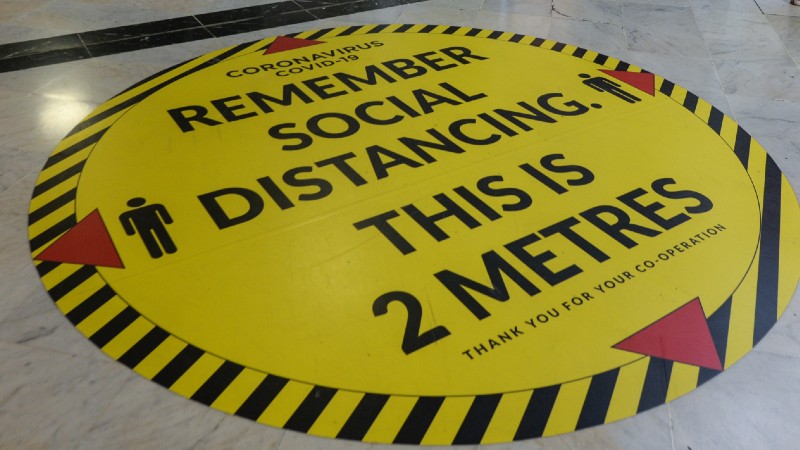 CORONAVIRUS
COVID-19
REMEMBER
SOCIAL
DISTANCING.
THIS IS
2 METRES
THANK YOU FOR YOUR CO-OPERATION